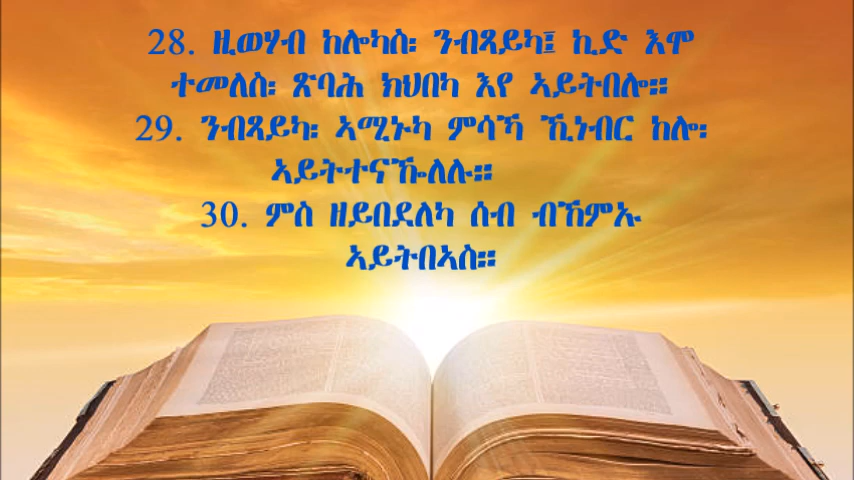 28. ዚወሃብ ከሎካስ፡ ንብጻይካ፤ ኪድ እሞ
ተመለስ፡ ጽባሕ ክህበካ እየ ኣይትበሎ።
29. ንብጻይካ፡ ኣሚኑካ ምሳኻ ኺነብር ከሎ፡
ኣይትተናዀለሉ።
30. ምስ ዘይበደለካ ሰብ ብኸምኡ
ኣይትበኣስ።